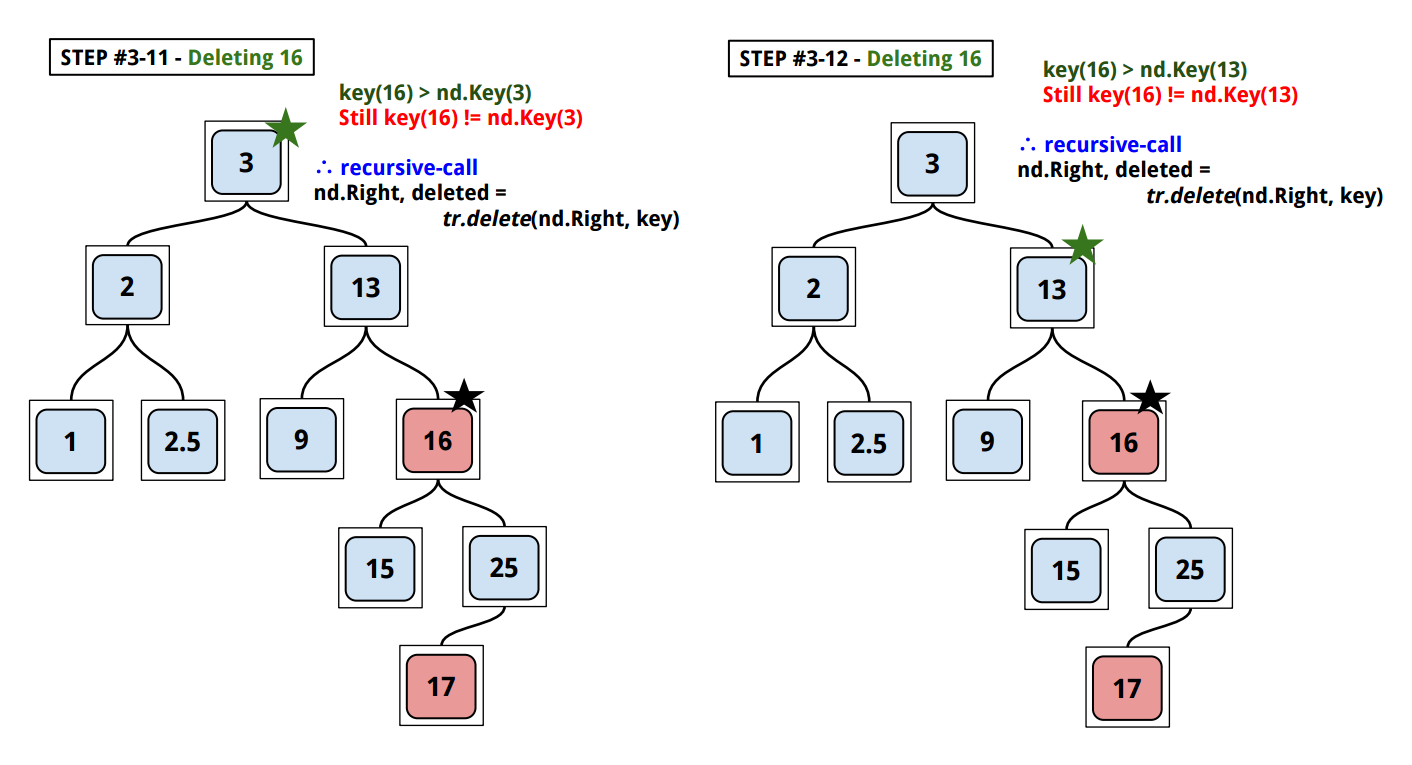 STEP #3-11 - Deleting 16
key(16) > nd.Key(3)
Still key(16) != nd.Key(3)
∴ recursive-call
nd.Right, deleted =
tr.delete(nd.Right, key)
3
2
13
1
2.5
9
16
15
25
17
STEP #3-12 - Deleting 16
key(16) > nd.Key(13)
Still key(16) != nd.Key(13)
∴ recursive-call
nd.Right, deleted =
tr.delete(nd.Right, key)
3
2
13
1
2.5
9
16
15
25
17